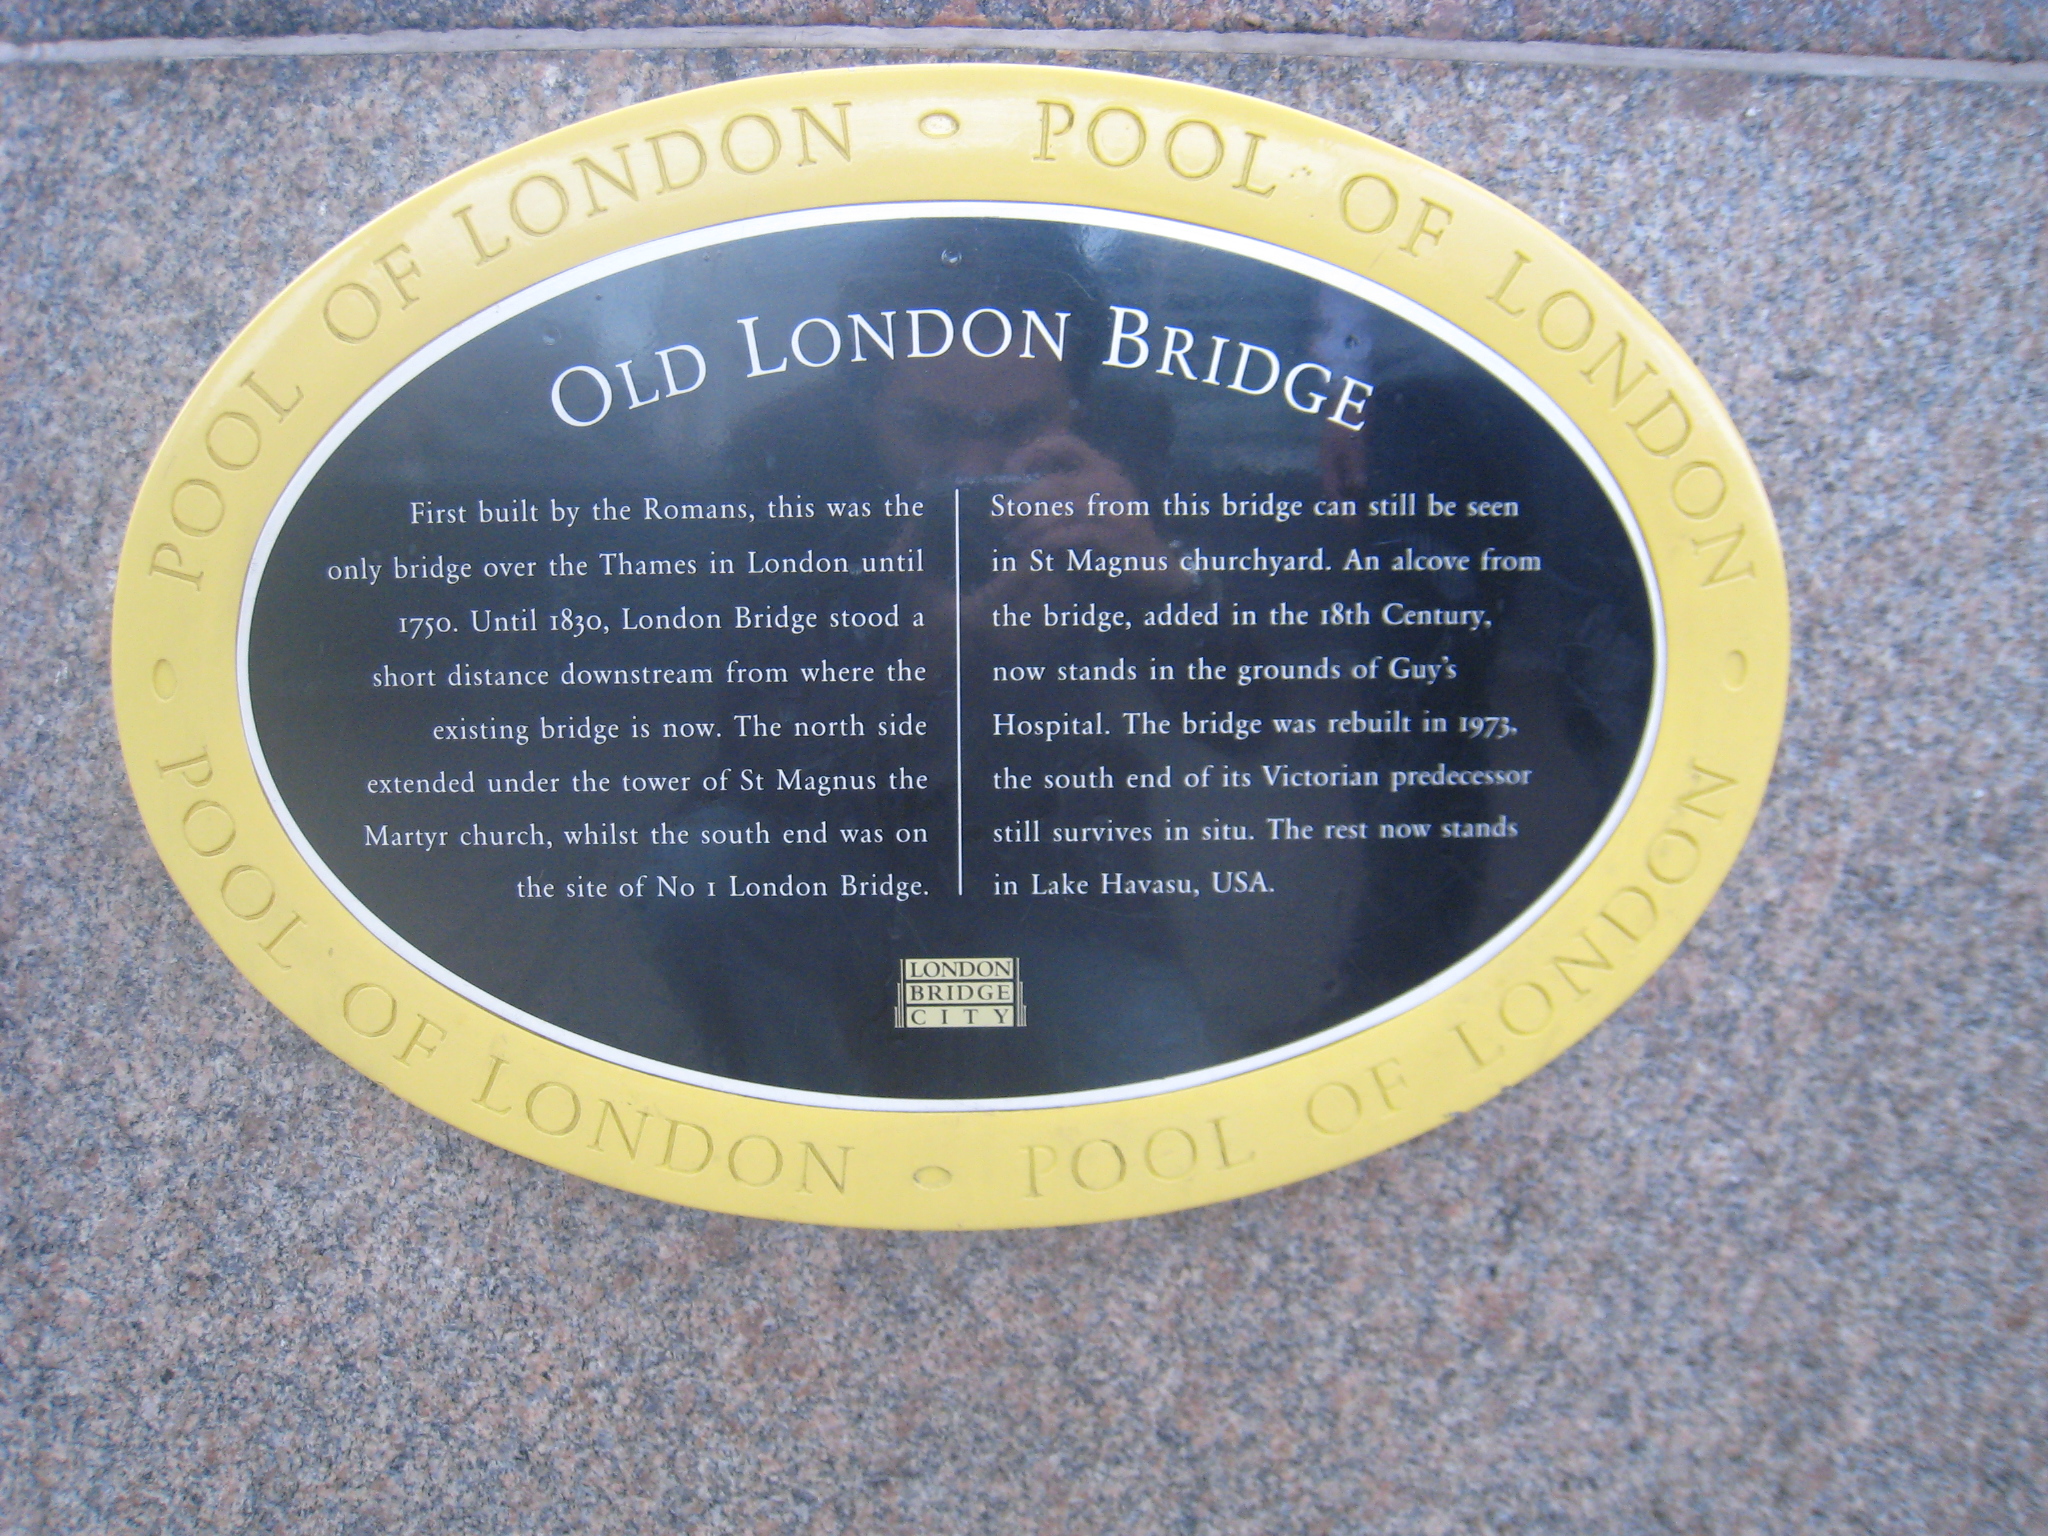 POOL OF LONDON • POOL OF LONDON • POOL OF LONDON • POOL OF LONDON •
OLD LONDON BRIDGE
First built by the Romans, this was the
only bridge over the Thames in London until
1750. Until 1830, London Bridge stood a
short distance downstream from where the
existing bridge is now. The north side
extended under the tower of St Magnus the
Martyr church, whilst the south end was on
the site of No 1 London Bridge.
Stones from this bridge can still be seen
in St Magnus churchyard. An alcove from
the bridge, added in the 18th Century,
now stands in the grounds of Guy's
Hospital. The bridge was rebuilt in 1973,
the south end of its Victorian predecessor
still survives in situ. The rest now stands
in Lake Havasu, USA.
LONDON
BRIDGE
CITY